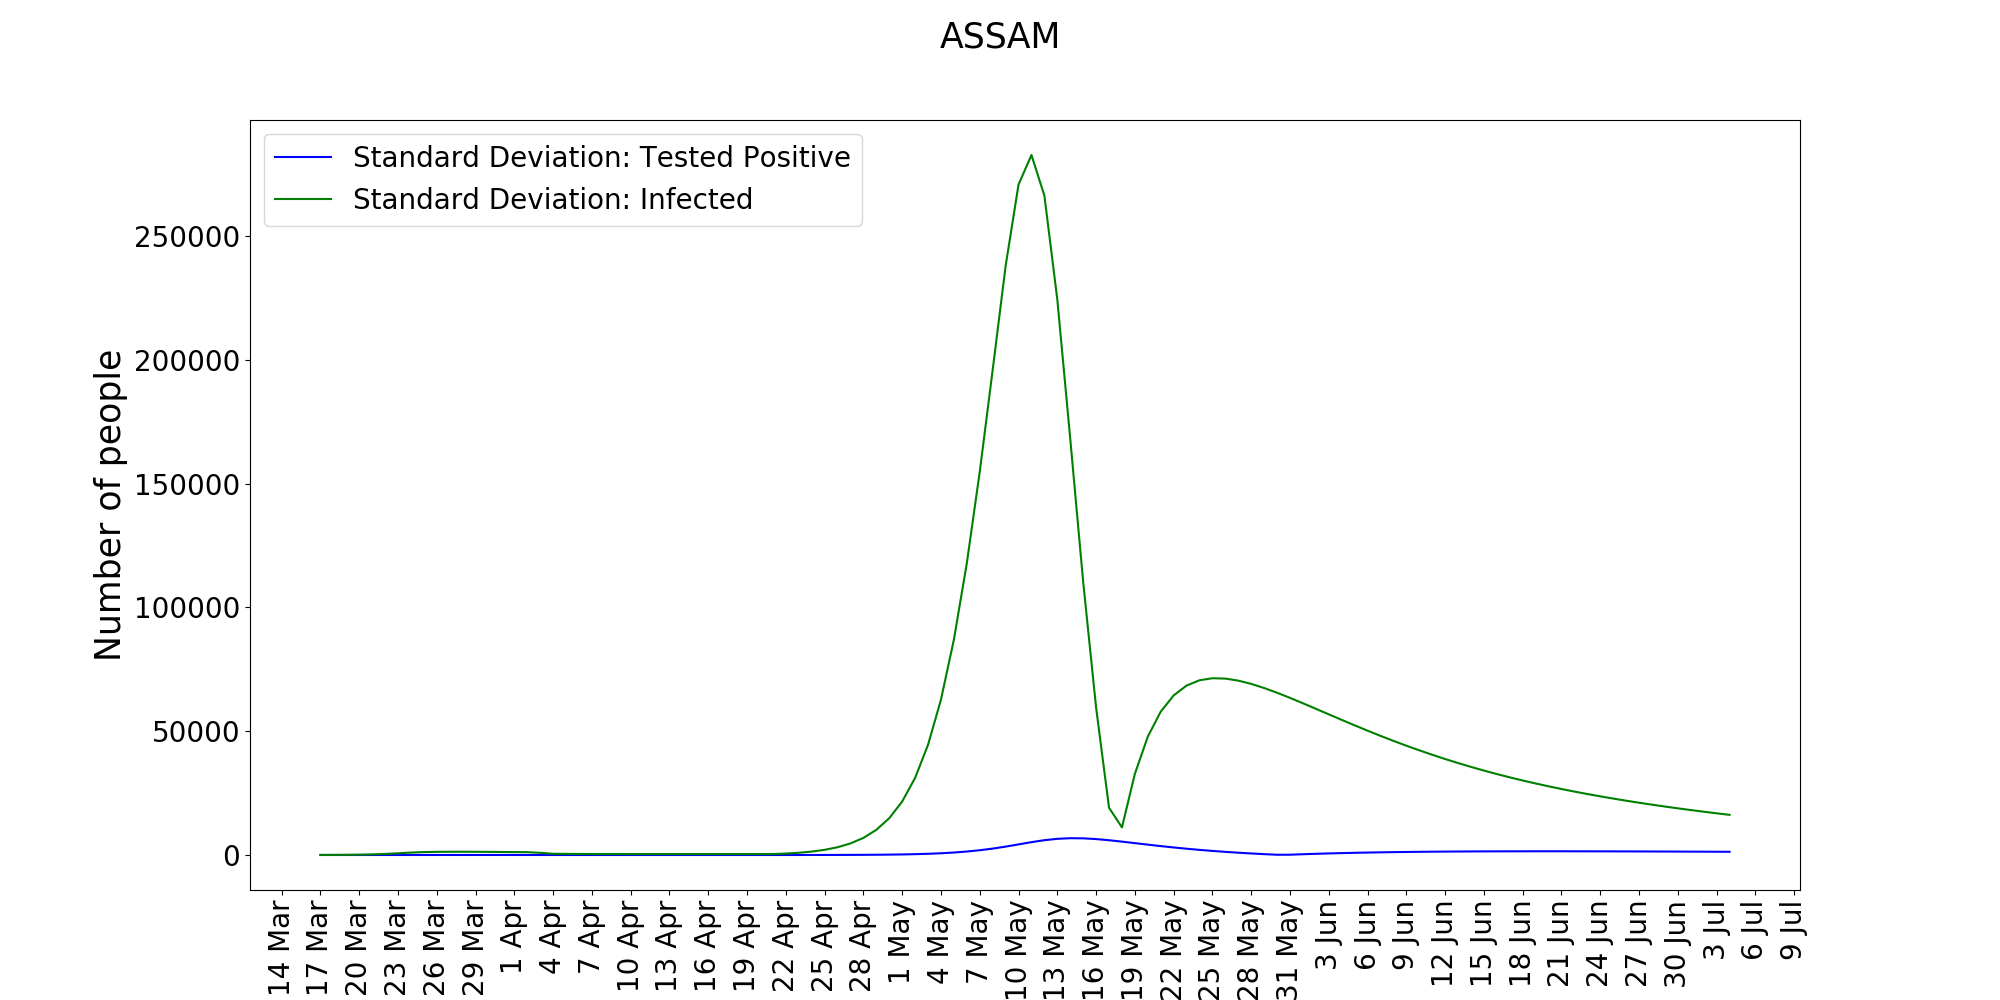 ASSAM
Standard Deviation: Tested Positive
Standard Deviation: Infected
Number of people
250000
200000
150000
100000
50000
0
14 Mar
17 Mar
20 Mar
23 Mar
26 Mar
29 Mar
1 Apr
4 Apr
7 Apr
10 Apr
13 Apr
16 Apr
19 Apr
22 Apr
25 Apr
28 Apr
1 May
4 May
7 May
10 May
13 May
16 May
19 May
22 May
25 May
28 May
31 May
3 Jun
6 Jun
9 Jun
12 Jun
15 Jun
18 Jun
21 Jun
24 Jun
27 Jun
30 Jun
3 Jul
6 Jul
9 Jul